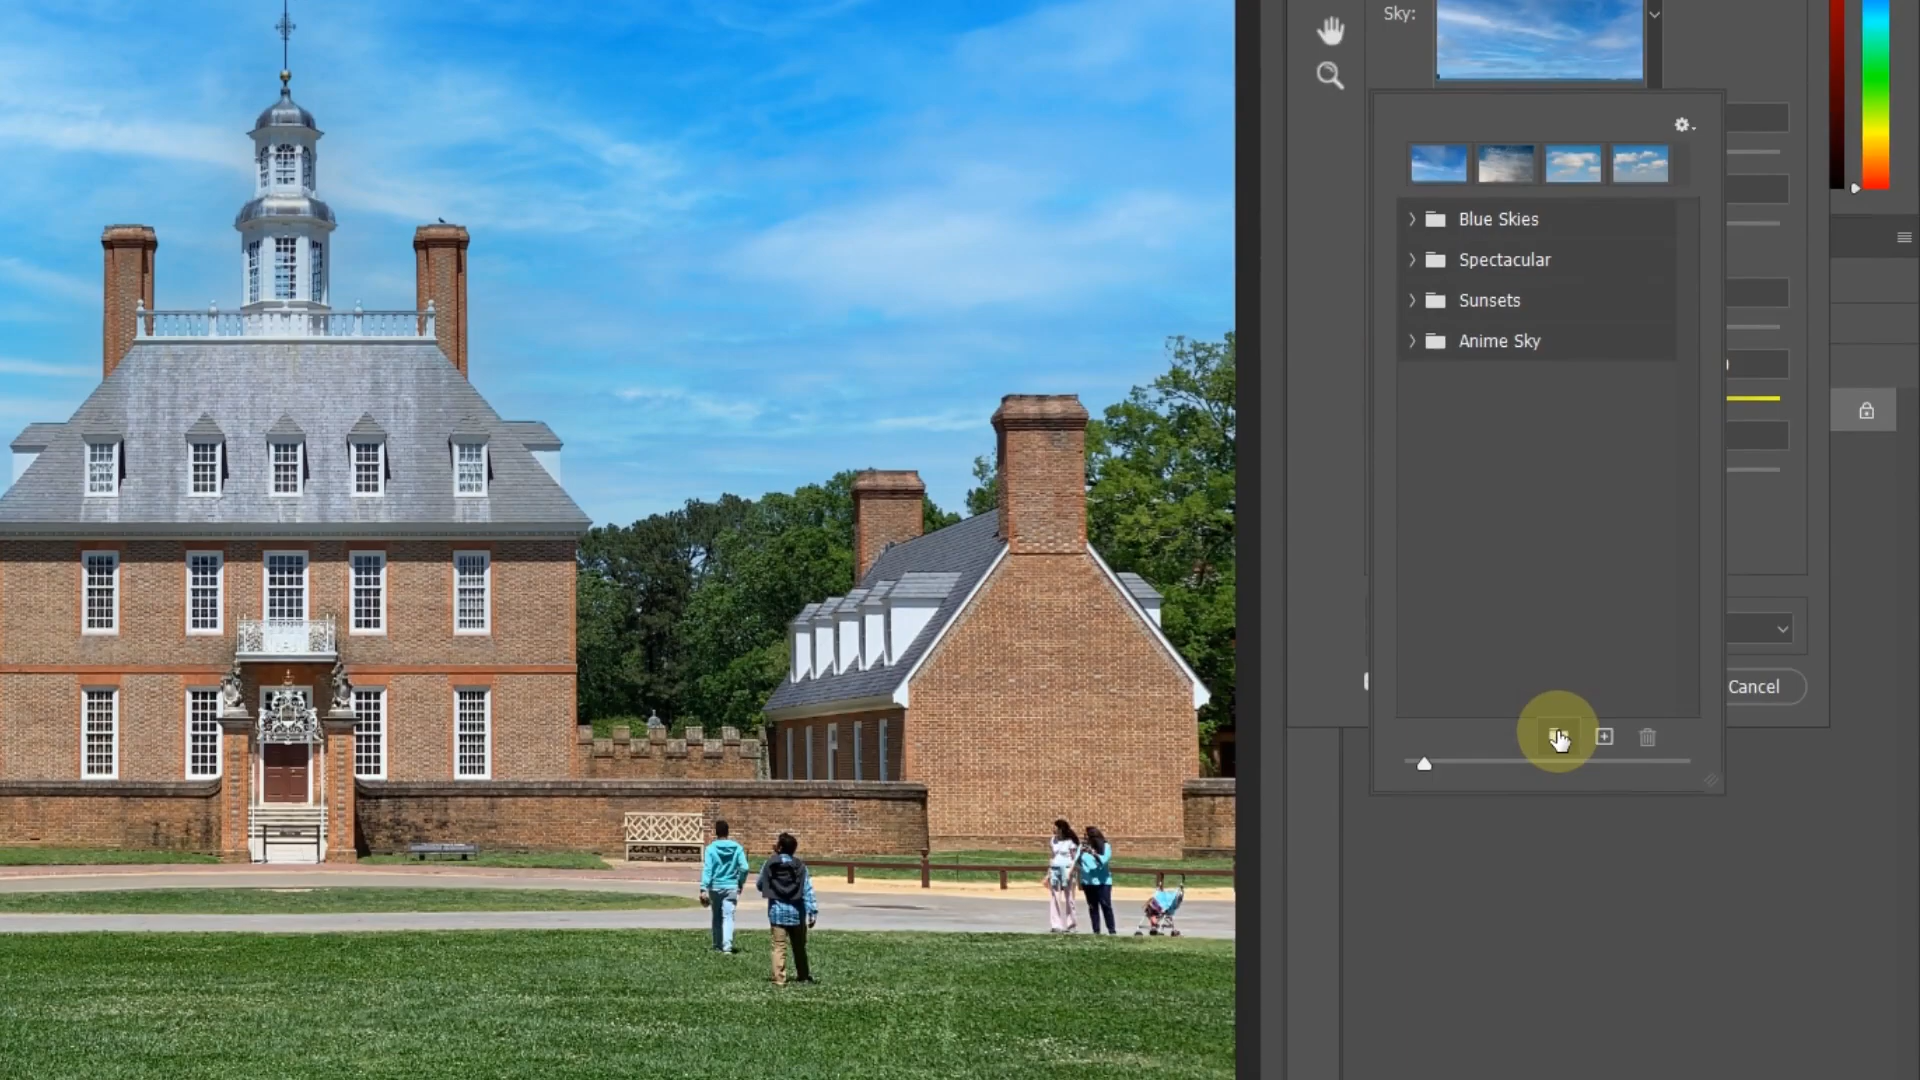 Sky:
Blue Skies
Spectacular
Sunsets
Anime Sky
Cancel